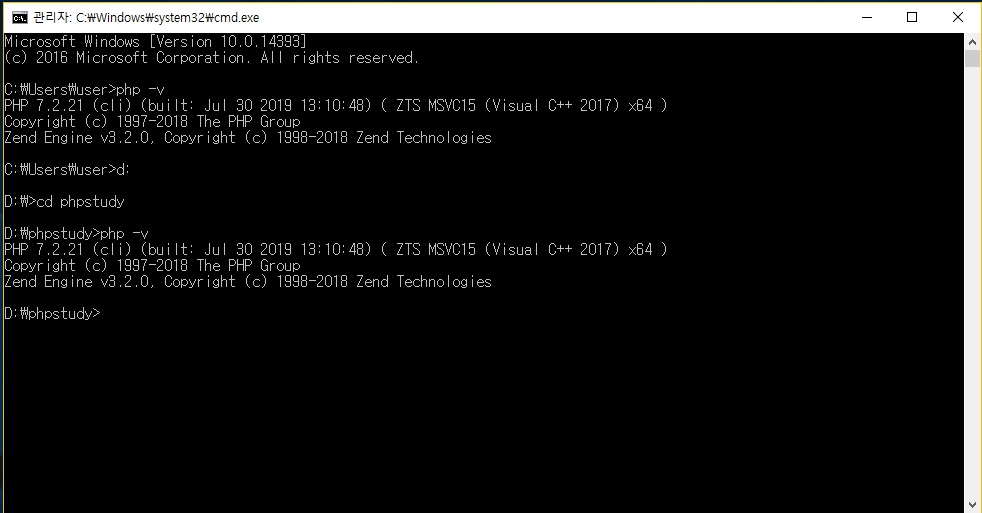 관리자: C:₩Windows₩system32₩cmd.exe
Microsoft Windows [Version 10.0.14393]
(c) 2016 Microsoft Corporation. All rights reserved.
C:₩Users₩user>php -v
PHP 7.2.21 (cli) (built: Jul 30 2019 13:10:48) ( ZTS MSVC15 (Visual C++ 2017) x64 )
Copyright (c) 1997-2018 The PHP Group
Zend Engine v3.2.0, Copyright (c) 1998-2018 Zend Technologies
C:₩Users₩user>d:
D:₩>cd phpstudy
D:₩phpstudy>php -v
PHP 7.2.21 (cli) (built: Jul 30 2019 13:10:48) ( ZTS MSVC15 (Visual C++ 2017) x64 )
Copyright (c) 1997-2018 The PHP Group
Zend Engine v3.2.0, Copyright (c) 1998-2018 Zend Technologies
D:₩phpstudy>